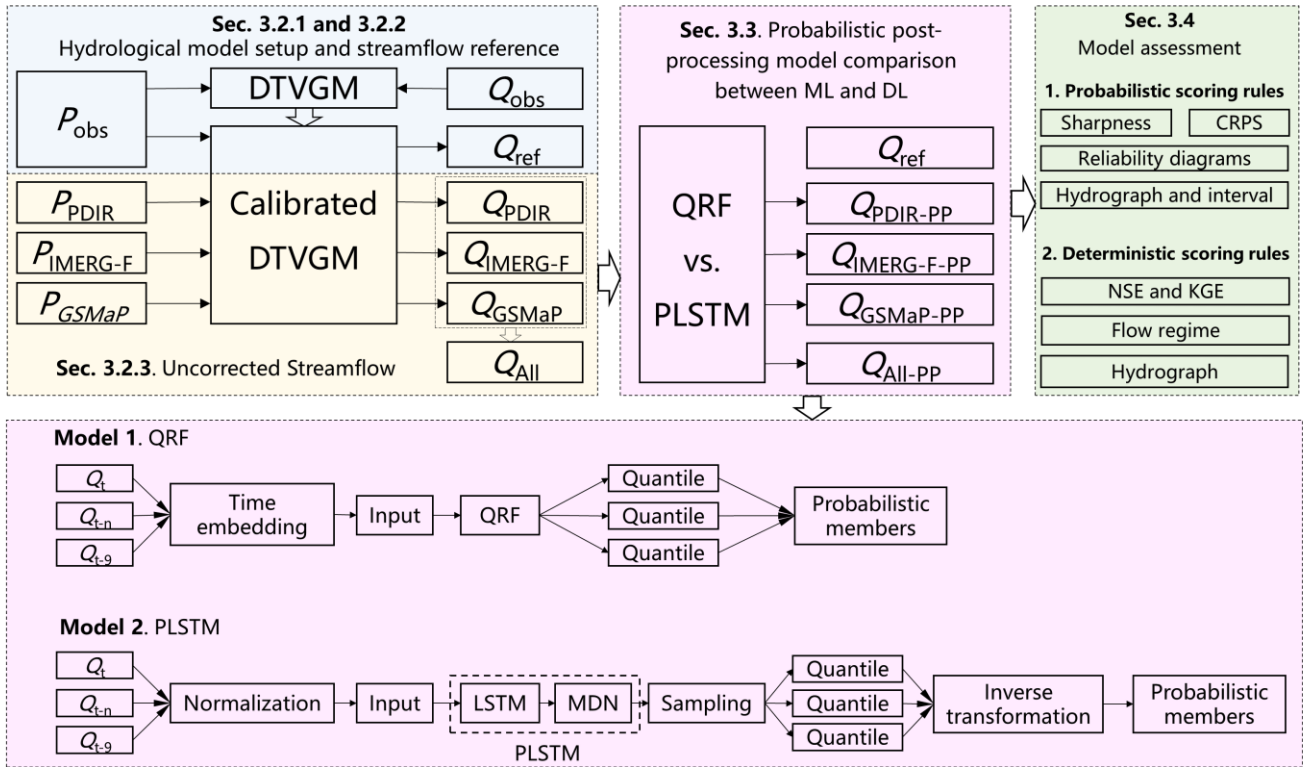 Sec. 3.2.1 and 3.2.2
Hydrological model setup and streamflow reference
P_obs
DTVGM
Q_obs
Q_ref
P_PDIR
P_IMERG-F
P_GSMaP
Calibrated
DTVGM
Q_PDIR
Q_IMERG-F
Q_GSMaP
Q_All
Sec. 3.2.3. Uncorrected Streamflow
Sec. 3.3. Probabilistic post-
processing model comparison
between ML and DL
QRF
vs.
PLSTM
Q_ref
Q_PDIR-PP
Q_IMERG-F-PP
Q_GSMaP-PP
Q_All-PP
Sec. 3.4
Model assessment
1. Probabilistic scoring rules
Sharpness
CRPS
Reliability diagrams
Hydrograph and interval
2. Deterministic scoring rules
NSE and KGE
Flow regime
Hydrograph
Model 1. QRF
Q_t
Q_t-n
Q_t-9
Time
embedding
Input
QRF
Quantile
Quantile
Quantile
Probabilistic
members
Model 2. PLSTM
Q_t
Q_t-n
Q_t-9
Normalization
Input
LSTM
MDN
PLSTM
Sampling
Quantile
Quantile
Quantile
Inverse
transformation
Probabilistic
members